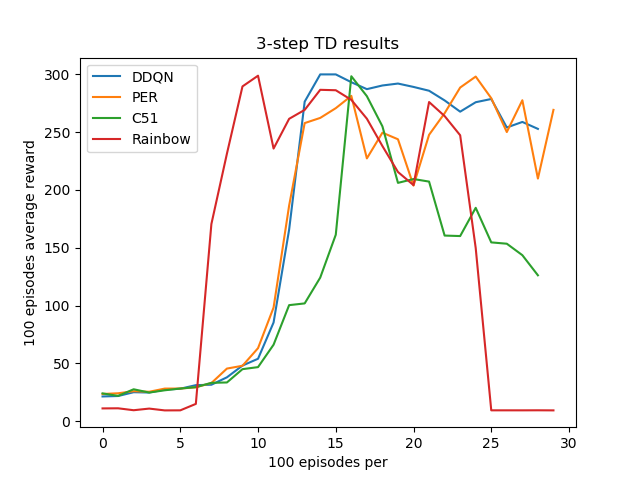 3-step TD results
DDQN
PER
C51
Rainbow
300
250
200
150
100
50
0
100 episodes average reward
0 5 10 15 20 25 30
100 episodes per